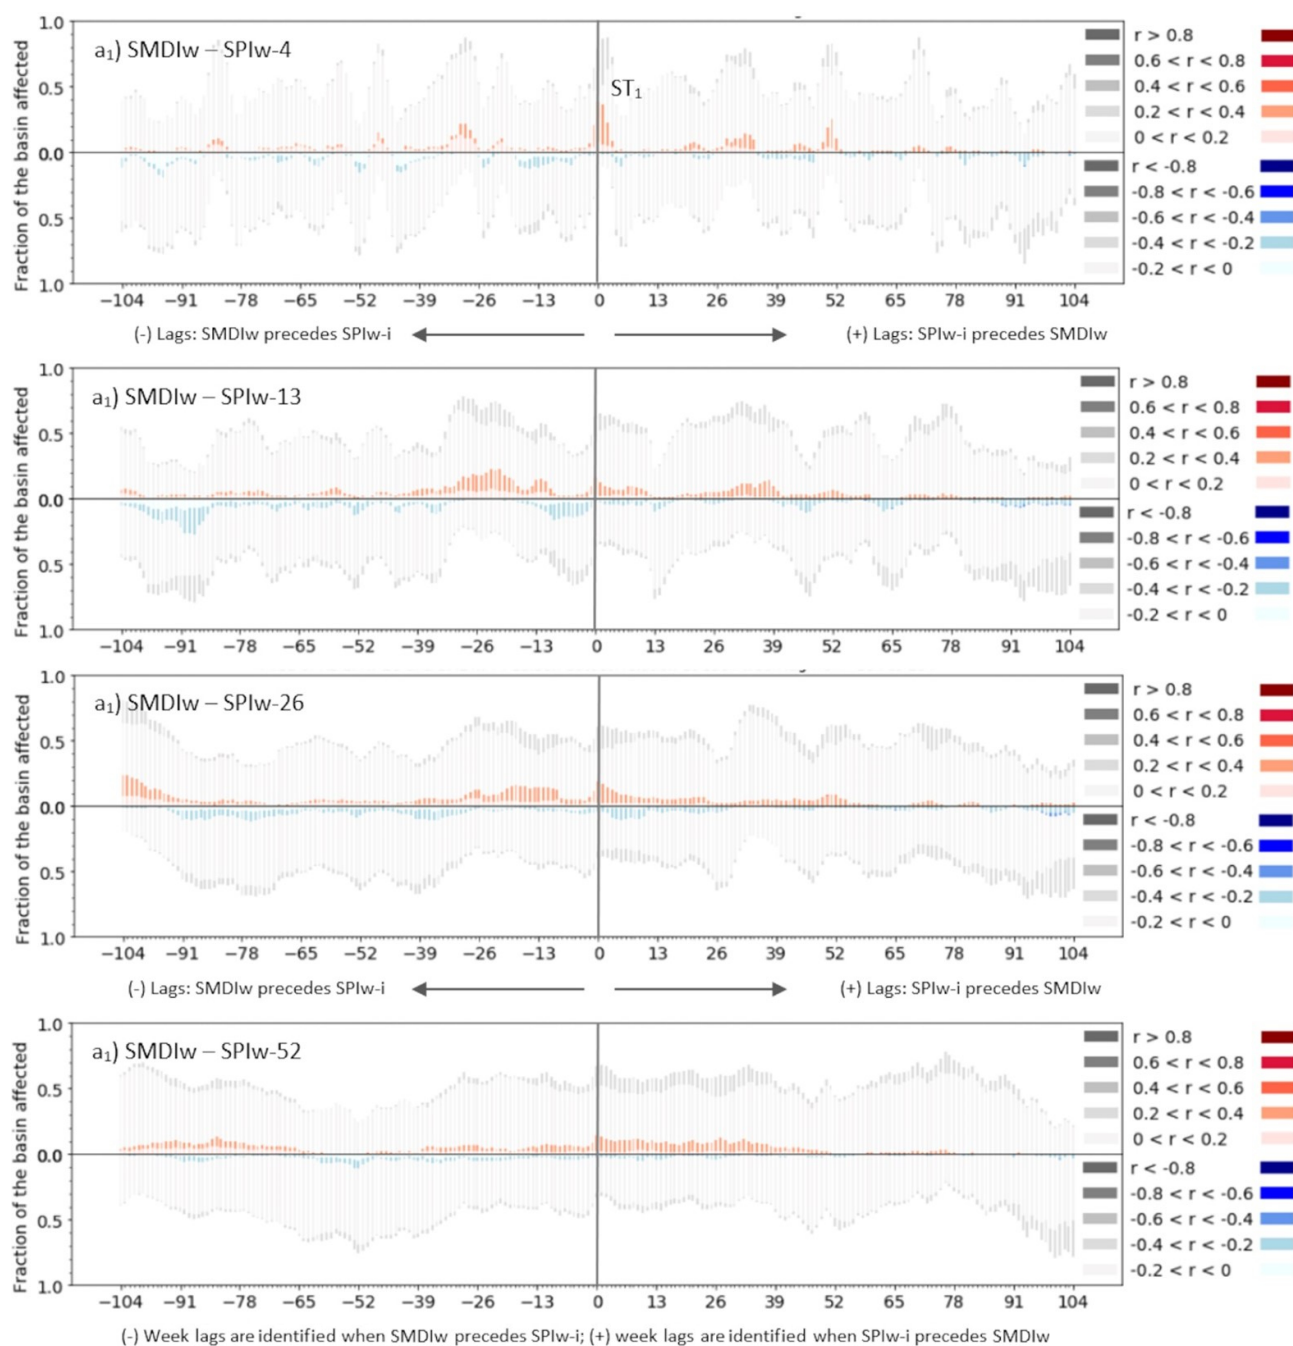 a₁) SMDIw – SPIw-4
ST₁
Fraction of the basin affected
1.0
0.5
0.0
0.5
1.0
−104 −91 −78 −65 −52 −39 −26 −13 0 13 26 39 52 65 78 91 104
r > 0.8
0.6 < r < 0.8
0.4 < r < 0.6
0.2 < r < 0.4
0 < r < 0.2
r < -0.8
-0.8 < r < -0.6
-0.6 < r < -0.4
-0.4 < r < -0.2
-0.2 < r < 0
(-) Lags: SMDIw precedes SPIw-i
(+) Lags: SPIw-i precedes SMDIw
a₁) SMDIw – SPIw-13
Fraction of the basin affected
1.0
0.5
0.0
0.5
1.0
−104 −91 −78 −65 −52 −39 −26 −13 0 13 26 39 52 65 78 91 104
r > 0.8
0.6 < r < 0.8
0.4 < r < 0.6
0.2 < r < 0.4
0 < r < 0.2
r < -0.8
-0.8 < r < -0.6
-0.6 < r < -0.4
-0.4 < r < -0.2
-0.2 < r < 0
a₁) SMDIw – SPIw-26
Fraction of the basin affected
1.0
0.5
0.0
0.5
1.0
−104 −91 −78 −65 −52 −39 −26 −13 0 13 26 39 52 65 78 91 104
r > 0.8
0.6 < r < 0.8
0.4 < r < 0.6
0.2 < r < 0.4
0 < r < 0.2
r < -0.8
-0.8 < r < -0.6
-0.6 < r < -0.4
-0.4 < r < -0.2
-0.2 < r < 0
(-) Lags: SMDIw precedes SPIw-i
(+) Lags: SPIw-i precedes SMDIw
a₁) SMDIw – SPIw-52
Fraction of the basin affected
1.0
0.5
0.0
0.5
1.0
−104 −91 −78 −65 −52 −39 −26 −13 0 13 26 39 52 65 78 91 104
r > 0.8
0.6 < r < 0.8
0.4 < r < 0.6
0.2 < r < 0.4
0 < r < 0.2
r < -0.8
-0.8 < r < -0.6
-0.6 < r < -0.4
-0.4 < r < -0.2
-0.2 < r < 0
(-) Week lags are identified when SMDIw precedes SPIw-i; (+) week lags are identified when SPIw-i precedes SMDIw